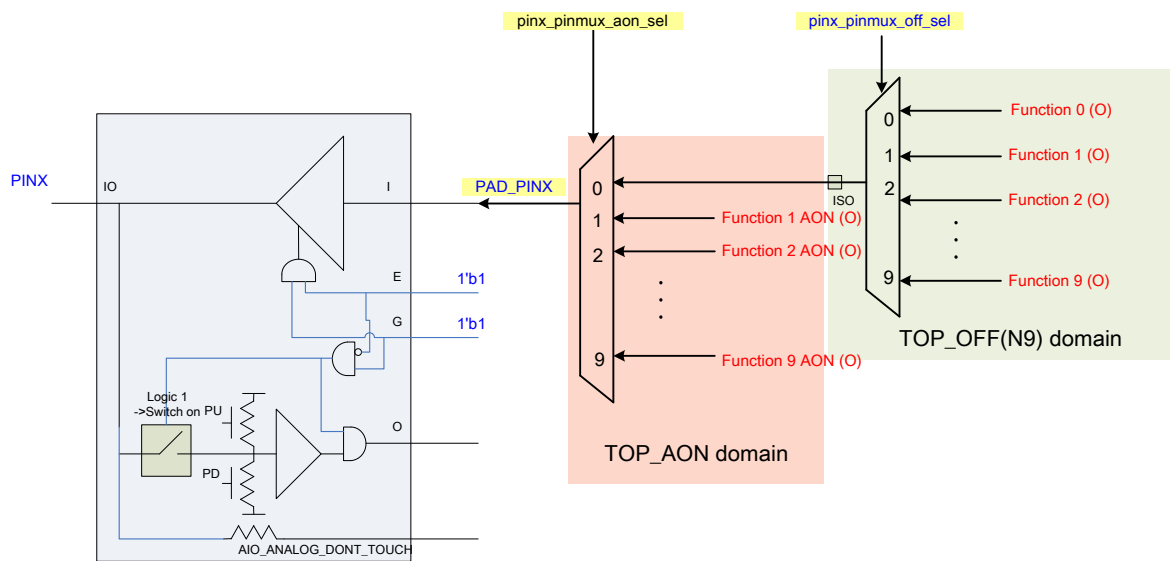 pinx_pinmux_aon_sel
pinx_pinmux_off_sel
PINX
IO
I
PAD_PINX
0
1
2
9
Function 1 AON (O)
Function 2 AON (O)
Function 9 AON (O)
TOP_AON domain
ISO
0
1
2
9
Function 0 (O)
Function 1 (O)
Function 2 (O)
Function 9 (O)
TOP_OFF(N9) domain
E
1'b1
G
1'b1
Logic 1
->Switch on
PU
PD
O
AIO_ANALOG_DONT_TOUCH